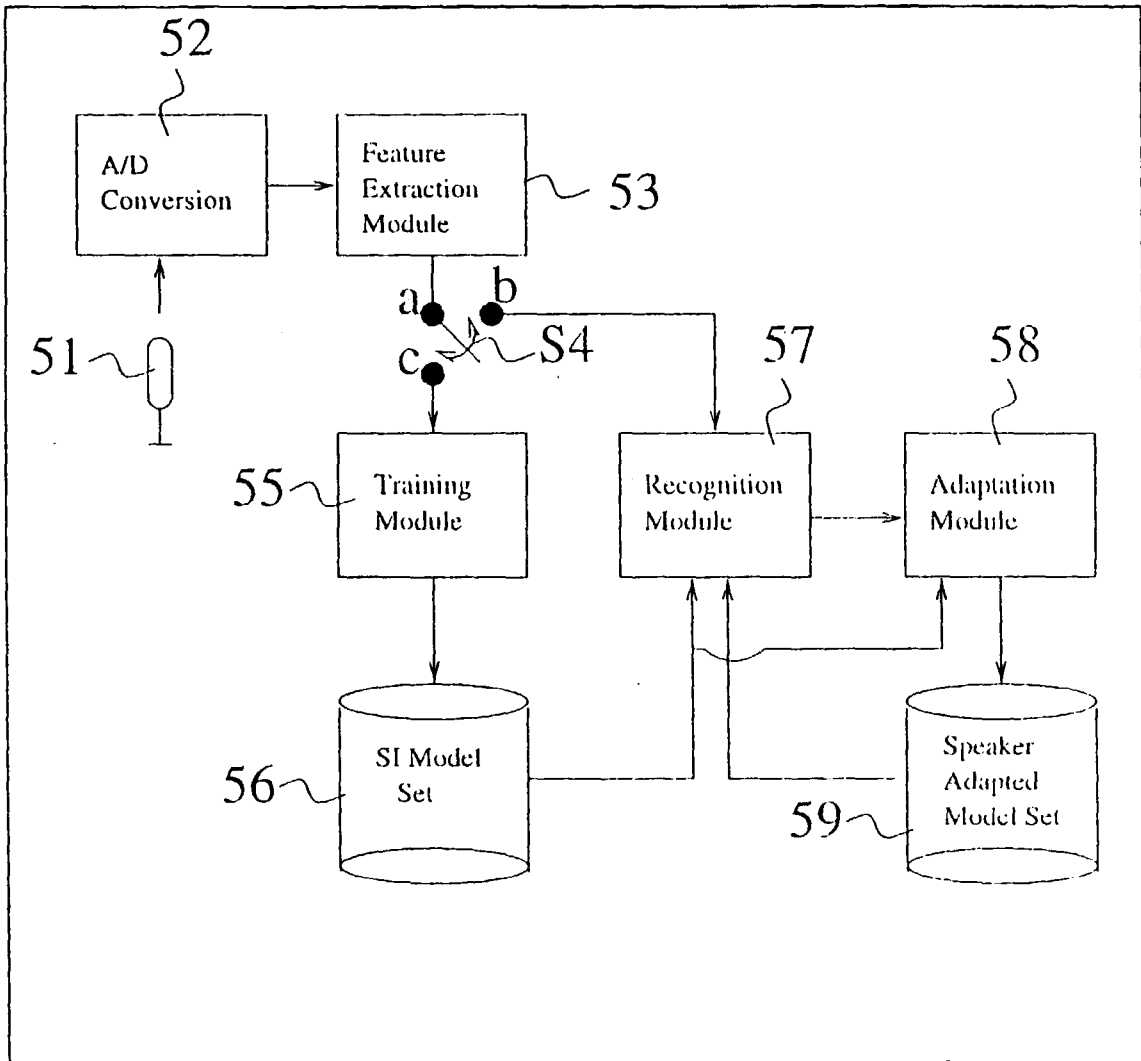 52
A/D
Conversion
Feature
Extraction
Module
53
a
b
S4
c
51
57
58
55
Training
Module
Recognition
Module
Adaptation
Module
56
SI Model
Set
59
Speaker
Adapted
Model Set